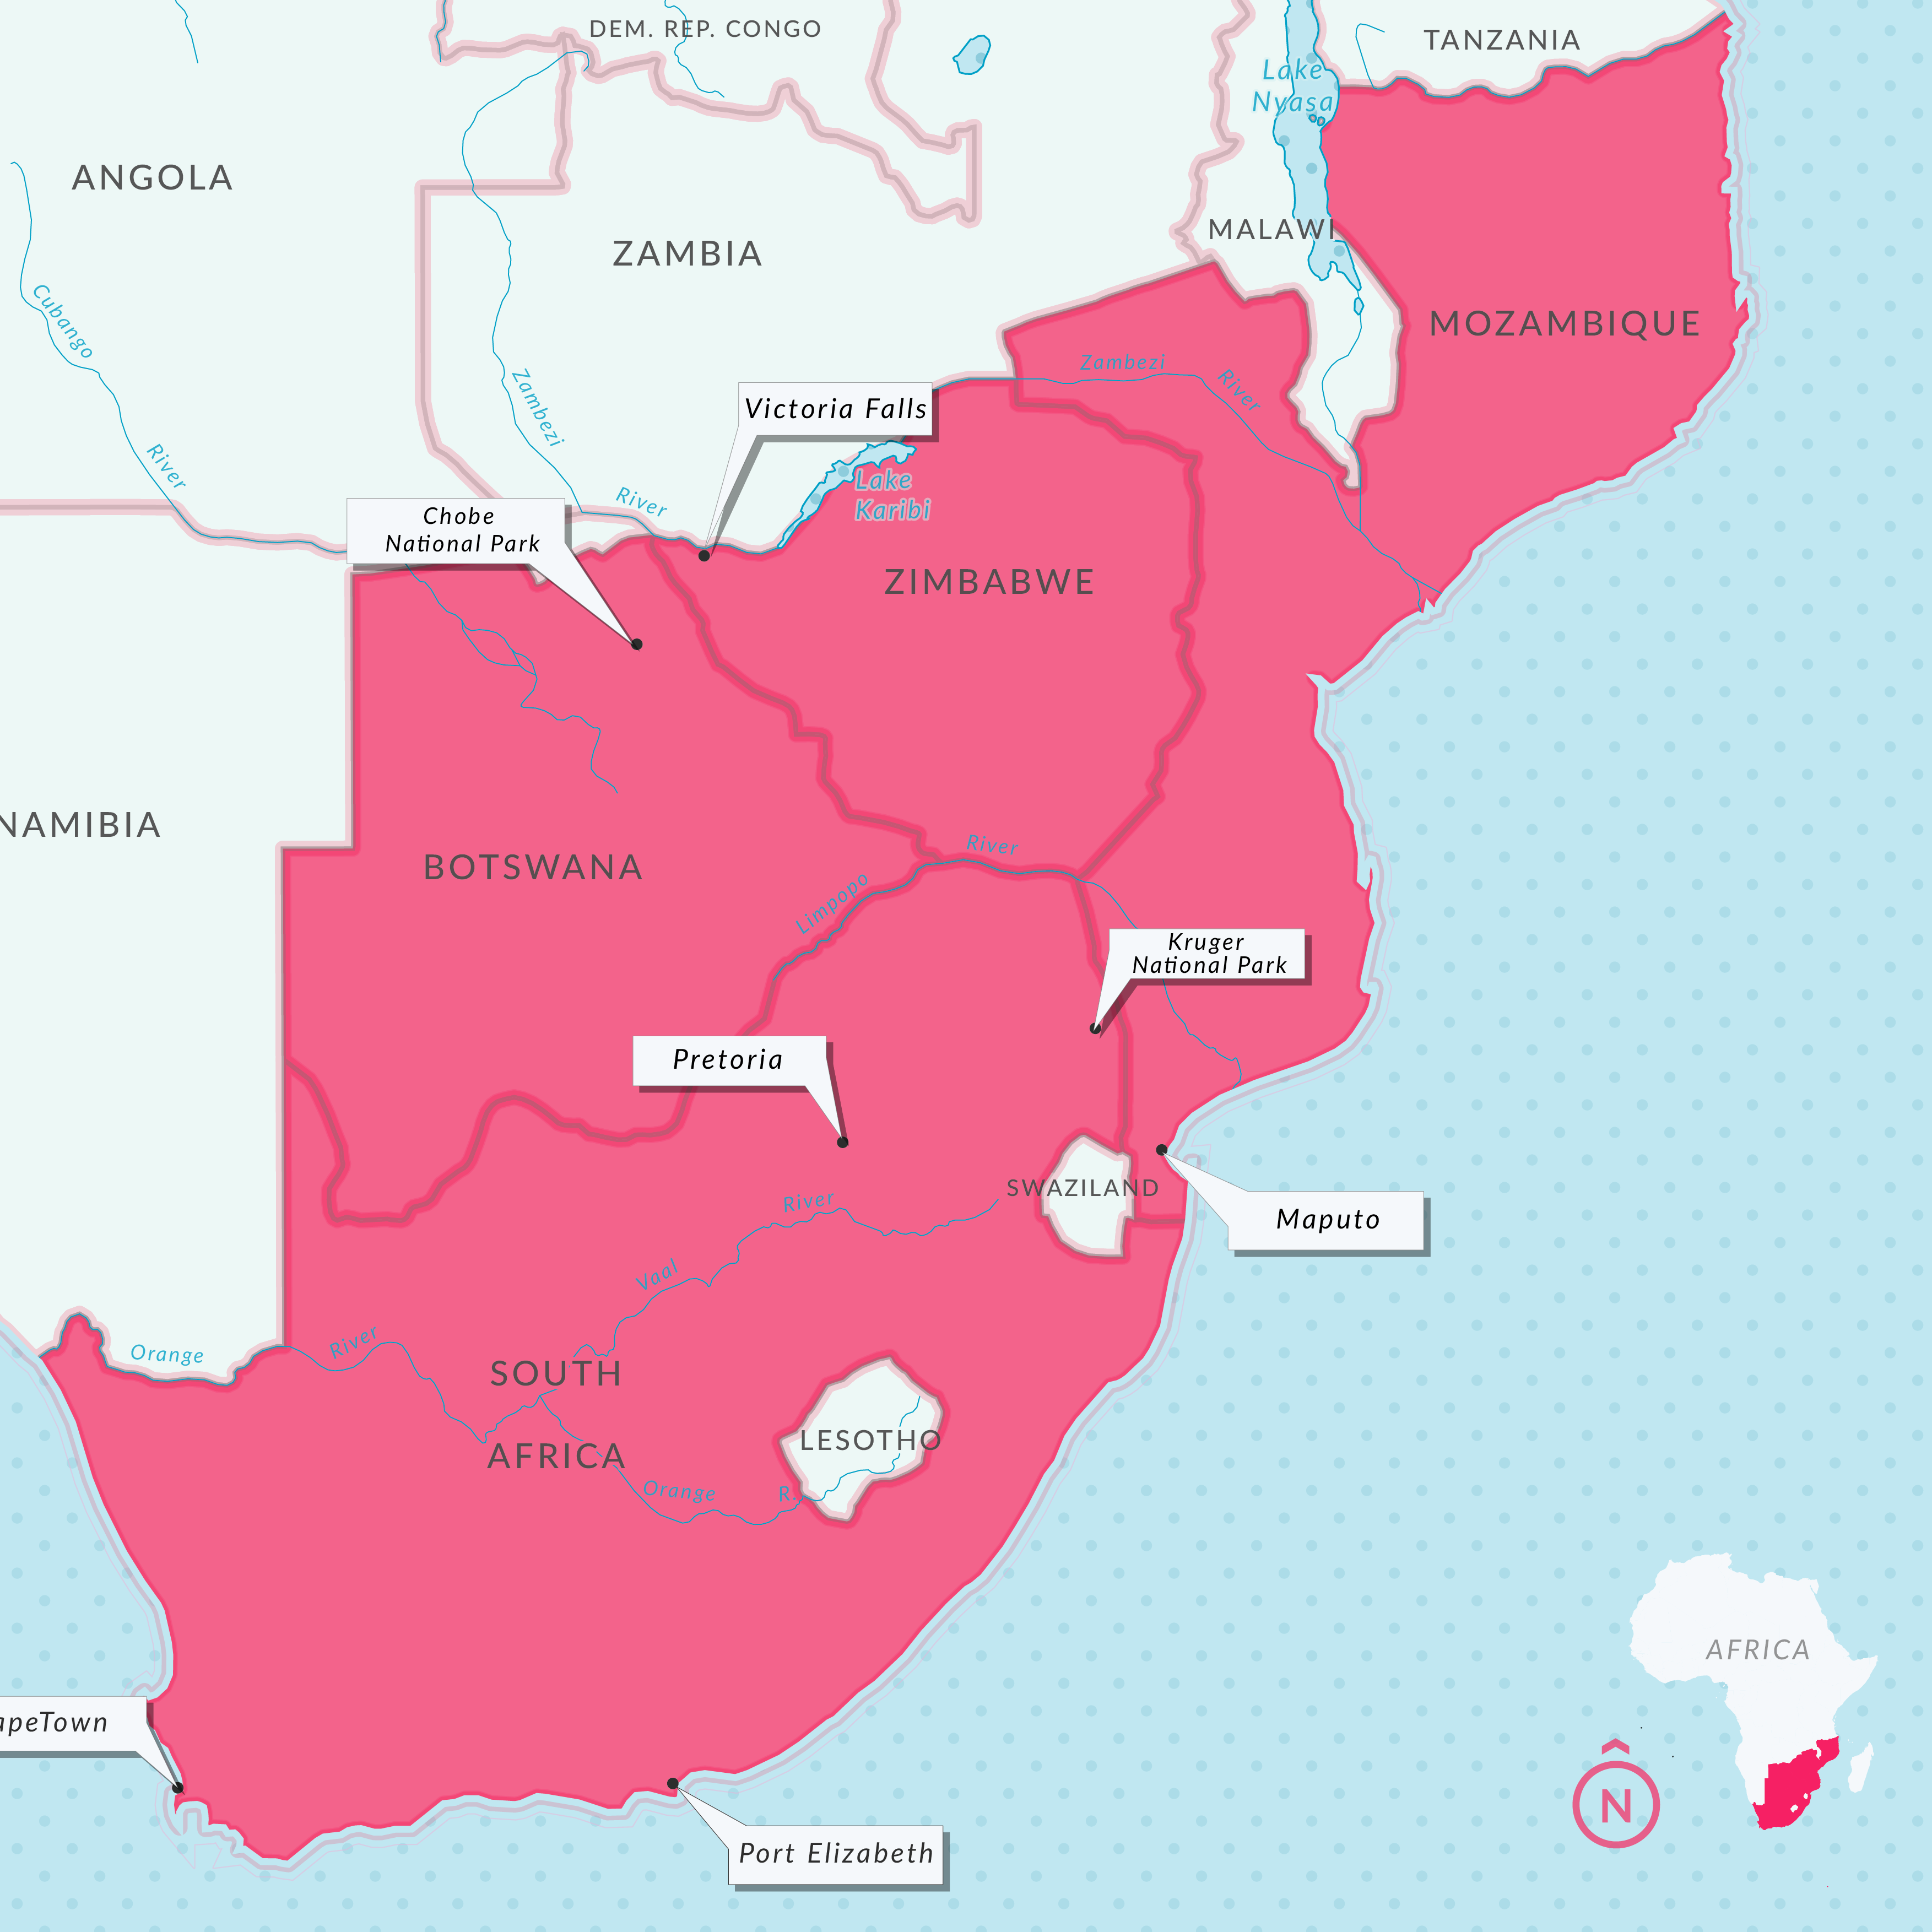 DEM. REP. CONGO
TANZANIA
Lake
Nyasa
ANGOLA
MALAWI
ZAMBIA
Cubango
River
MOZAMBIQUE
Zambezi
River
Zambezi
River
Victoria Falls
Lake
Karibi
Chobe
National Park
ZIMBABWE
NAMIBIA
BOTSWANA
Limpopo
River
Kruger
National Park
Pretoria
SWAZILAND
Maputo
Vaal
River
Orange
River
SOUTH
AFRICA
LESOTHO
Orange
R.
AFRICA
N
apeTown
Port Elizabeth